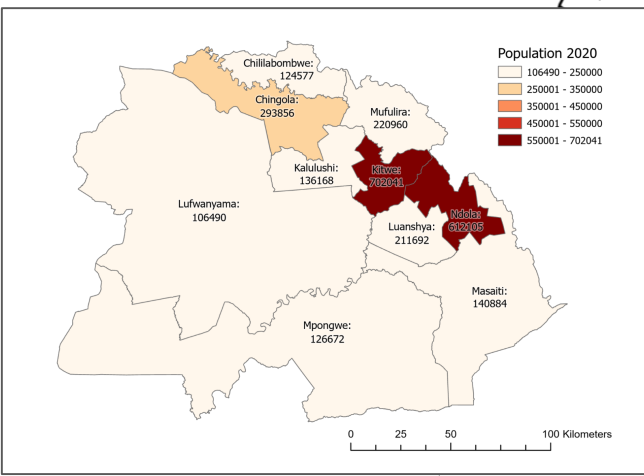 Population 2020
106490 - 250000
250001 - 350000
350001 - 450000
450001 - 550000
550001 - 702041
Chililabombwe:
124577
Chingola:
293856
Mufulira:
220960
Kalulushi:
136168
Kitwe:
702041
Lufwanyama:
106490
Ndola:
612105
Luanshya:
211692
Masaiti:
140884
Mpongwe:
126672
0 25 50 100 Kilometers